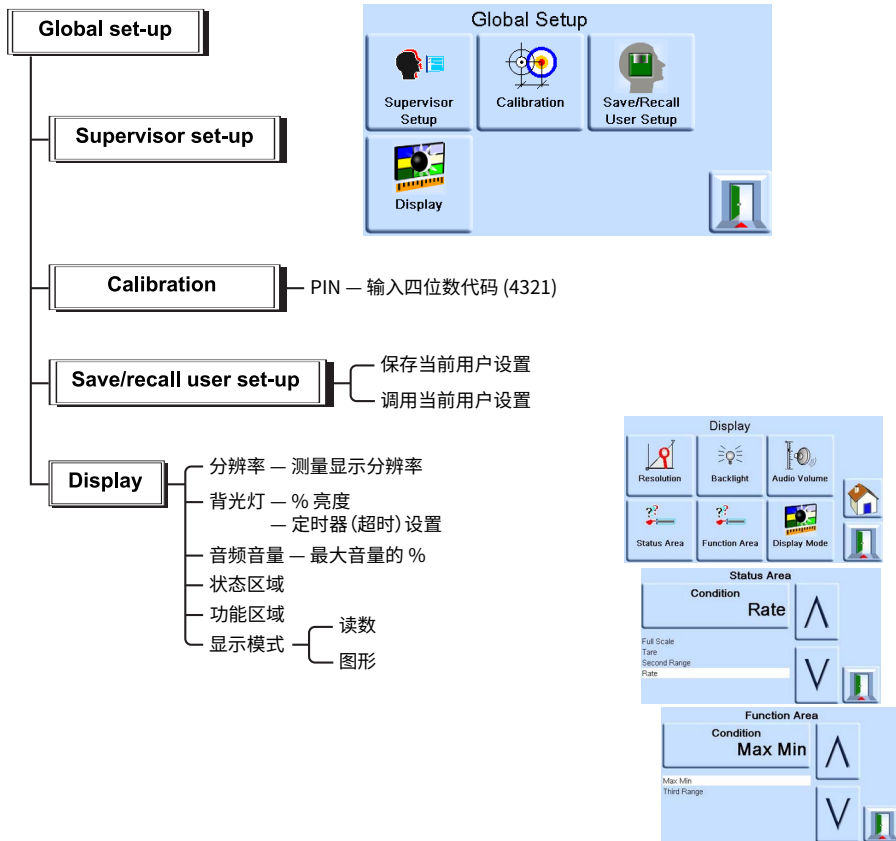 Global set-up
Global Setup
Supervisor
Setup
Calibration
Save/Recall
User Setup
Display
Supervisor set-up
Calibration
PIN — 输入四位数代码 (4321)
Save/recall user set-up
保存当前用户设置
调用当前用户设置
Display
分辨率 — 测量显示分辨率
背光灯 — % 亮度
— 定时器(超时)设置
音频音量 — 最大音量的 %
状态区域
功能区域
显示模式
读数
图形
Display
Resolution
Backlight
Audio Volume
??
Status Area
??
Function Area
Display Mode
Status Area
Condition
Rate
Full Scale
Tare
Second Range
Rate
Function Area
Condition
Max Min
Max Min
Third Range